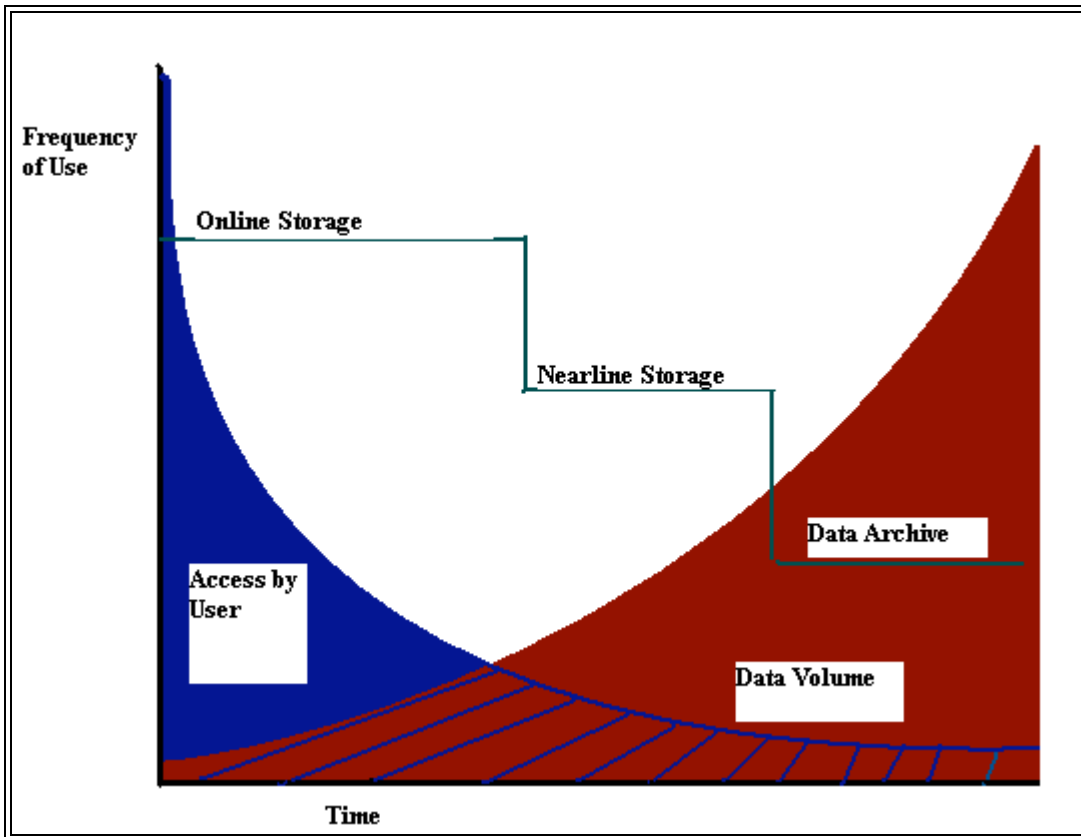 Frequency
of Use
Online Storage
Nearline Storage
Data Archive
Access by
User
Data Volume
Time